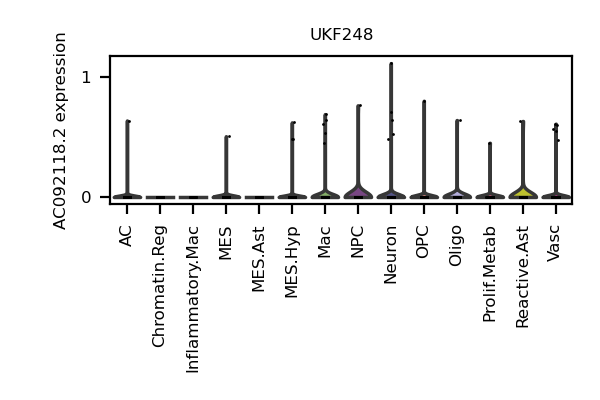 UKF248
AC092118.2 expression
1
0
AC
Chromatin.Reg
Inflammatory.Mac
MES
MES.Ast
MES.Hyp
Mac
NPC
Neuron
OPC
Oligo
Prolif.Metab
Reactive.Ast
Vasc